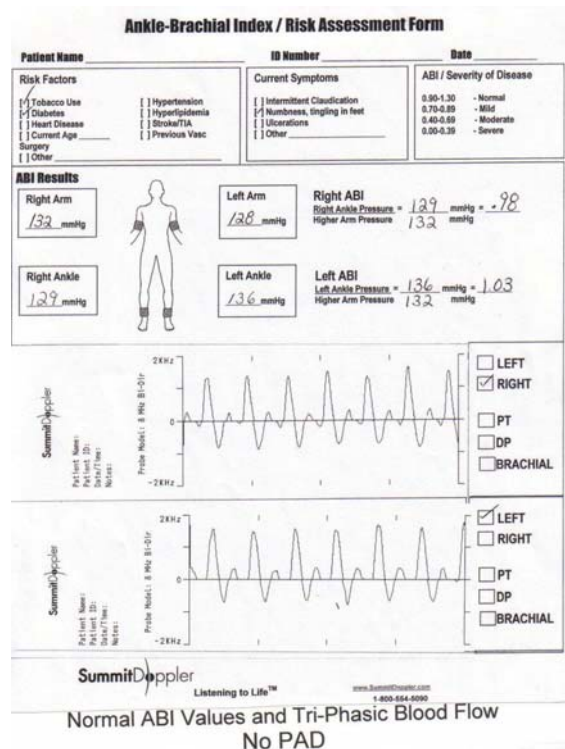 Ankle-Brachial Index / Risk Assessment Form
Patient Name ID Number Date
Risk Factors
[✓] Tobacco Use [ ] Hypertension
[✓] Diabetes [ ] Hyperlipidemia
[ ] Heart Disease [ ] Stroke/TIA
[ ] Current Age [ ] Previous Vasc
Surgery
[ ] Other
Current Symptoms
[ ] Intermittent Claudication
[✓] Numbness, tingling in feet
[ ] Ulcerations
[ ] Other
ABI / Severity of Disease
0.90-1.30 - Normal
0.70-0.89 - Mild
0.40-0.69 - Moderate
0.00-0.39 - Severe
ABI Results
Right Arm
132 mmHg
Left Arm
128 mmHg
Right ABI
Right Ankle Pressure = 129 mmHg = .98
Higher Arm Pressure 132 mmHg
Right Ankle
129 mmHg
Left Ankle
136 mmHg
Left ABI
Left Ankle Pressure = 136 mmHg = 1.03
Higher Arm Pressure 132 mmHg
SummitDoppler
Patient Name:
Patient ID:
Date/Time:
Notes:
Probe Model: 8 MHz Bi-Dir
2KHz
0
-2KHz
LEFT
RIGHT
PT
DP
BRACHIAL
SummitDoppler
Patient Name:
Patient ID:
Date/Time:
Notes:
Probe Model: 8 MHz Bi-Dir
2KHz
0
-2KHz
LEFT
RIGHT
PT
DP
BRACHIAL
SummitDoppler
Listening to Life™
www.SummitDoppler.com
1-800-554-5090
Normal ABI Values and Tri-Phasic Blood Flow
No PAD